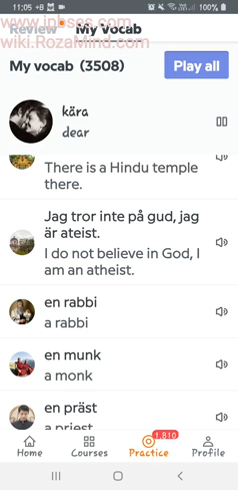 11:05 +B
100%
www.inkses.com
Review My Vocab
wiki.RozaMind.com
My vocab (3508) Play all
kära
dear
There is a Hindu temple
there.
Jag tror inte på gud, jag
är ateist.
I do not believe in God, I
am an atheist.
en rabbi
a rabbi
en munk
a monk
en präst
a priest
1,810
Home Courses Practice Profile